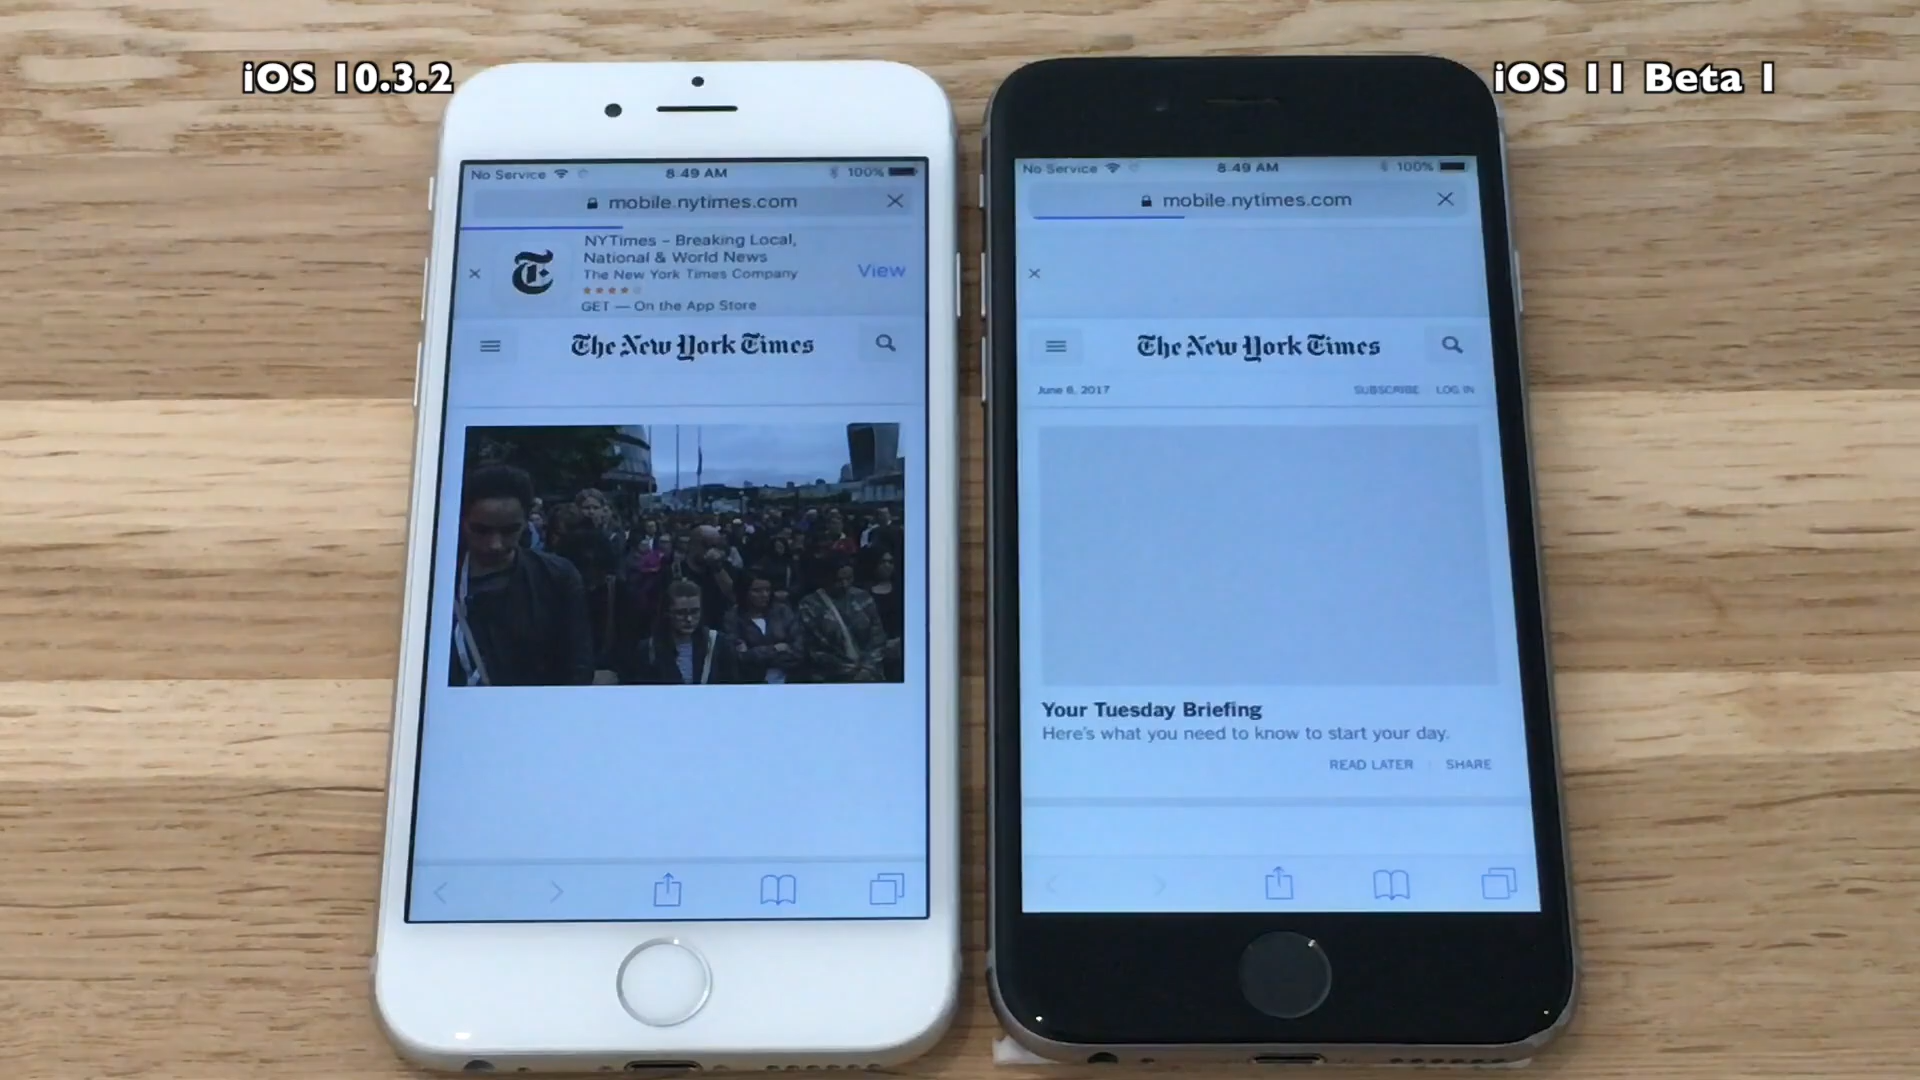 iOS 10.3.2
No Service
8:49 AM
100%
mobile.nytimes.com
NYTimes – Breaking Local,
National & World News
The New York Times Company
View
GET — On the App Store
The New York Times
iOS 11 Beta 1
No Service
8:49 AM
100%
mobile.nytimes.com
The New York Times
June 6, 2017
SUBSCRIBE
LOG IN
Your Tuesday Briefing
Here's what you need to know to start your day.
READ LATER
SHARE